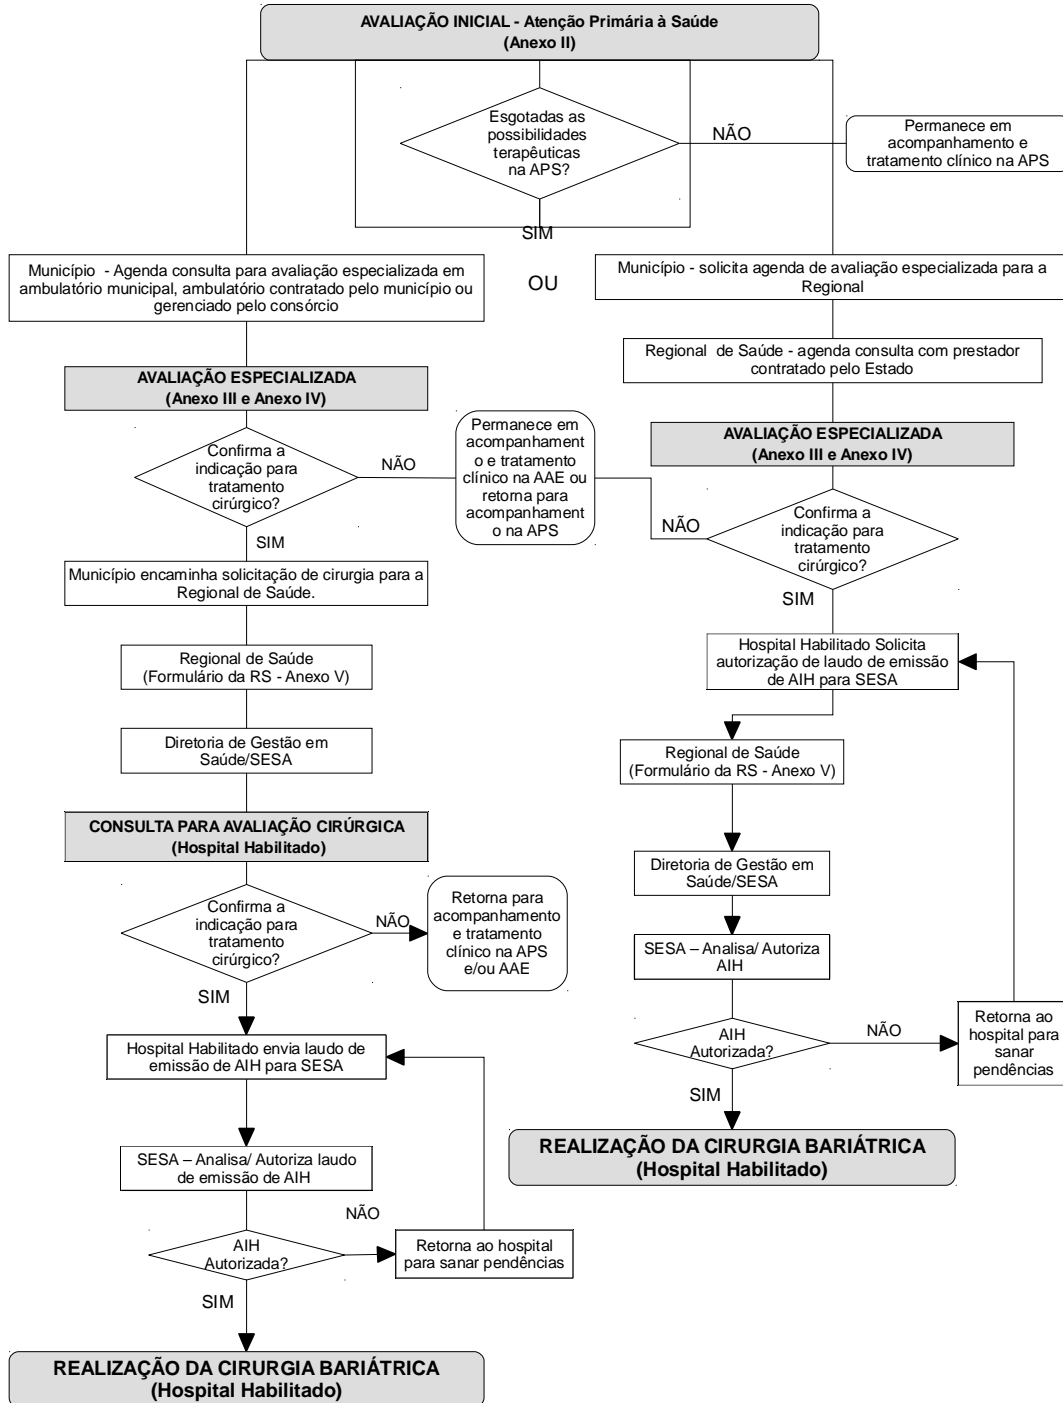 AVALIAÇÃO INICIAL - Atenção Primária à Saúde
(Anexo II)
Esgotadas as
possibilidades
terapêuticas
na APS?
NÃO
Permanece em
acompanhamento e
tratamento clínico na APS
SIM
OU
Município - Agenda consulta para avaliação especializada em
ambulatório municipal, ambulatório contratado pelo município ou
gerenciado pelo consórcio
AVALIAÇÃO ESPECIALIZADA
(Anexo III e Anexo IV)
Confirma a
indicação para
tratamento
cirúrgico?
NÃO
Permanece em
acompanhament
o e tratamento
clínico na AAE ou
retorna para
acompanhament
o na APS
SIM
Município encaminha solicitação de cirurgia para a
Regional de Saúde.
Regional de Saúde
(Formulário da RS - Anexo V)
Diretoria de Gestão em
Saúde/SESA
CONSULTA PARA AVALIAÇÃO CIRÚRGICA
(Hospital Habilitado)
Confirma a
indicação para
tratamento
cirúrgico?
NÃO
Retorna para
acompanhamento
e tratamento
clínico na APS
e/ou AAE
SIM
Hospital Habilitado envia laudo de
emissão de AIH para SESA
SESA – Analisa/ Autoriza laudo
de emissão de AIH
NÃO
AIH
Autorizada?
Retorna ao hospital
para sanar pendências
SIM
REALIZAÇÃO DA CIRURGIA BARIÁTRICA
(Hospital Habilitado)
Município - solicita agenda de avaliação especializada para a
Regional
Regional de Saúde - agenda consulta com prestador
contratado pelo Estado
AVALIAÇÃO ESPECIALIZADA
(Anexo III e Anexo IV)
NÃO
Confirma a
indicação para
tratamento
cirúrgico?
SIM
Hospital Habilitado Solicita
autorização de laudo de emissão
de AIH para SESA
Regional de Saúde
(Formulário da RS - Anexo V)
Diretoria de Gestão em
Saúde/SESA
SESA – Analisa/ Autoriza
AIH
AIH
Autorizada?
NÃO
Retorna ao
hospital para
sanar
pendências
SIM
REALIZAÇÃO DA CIRURGIA BARIÁTRICA
(Hospital Habilitado)